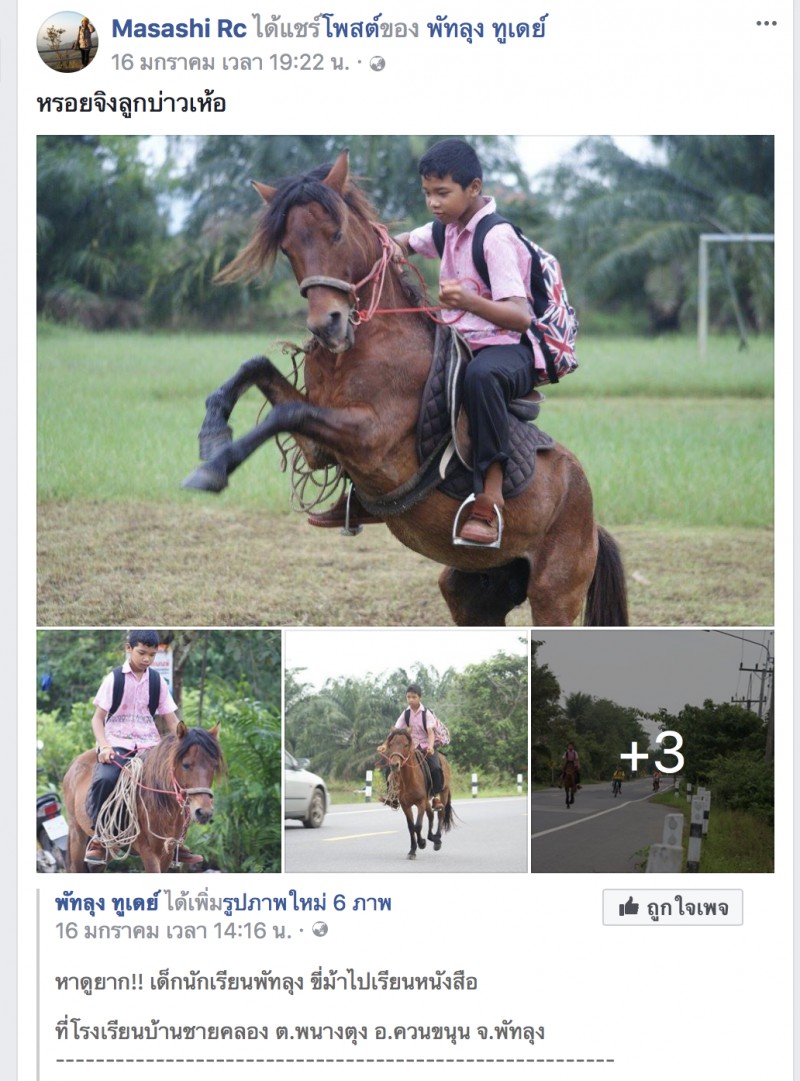 Masashi Rc ได้แชร์โพสต์ของ พัทลุง ทูเดย์
16 มกราคม เวลา 19:22 น. ·
หรอยจิงลูกบ่าวเห้อ
+3
พัทลุง ทูเดย์ ได้เพิ่มรูปภาพใหม่ 6 ภาพ
16 มกราคม เวลา 14:16 น. ·
ถูกใจเพจ
หาดูยาก!! เด็กนักเรียนพัทลุง ขี่ม้าไปเรียนหนังสือ
ที่โรงเรียนบ้านชายคลอง ต.พนางตุง อ.ควนขนุน จ.พัทลุง
--------------------------------------------------------